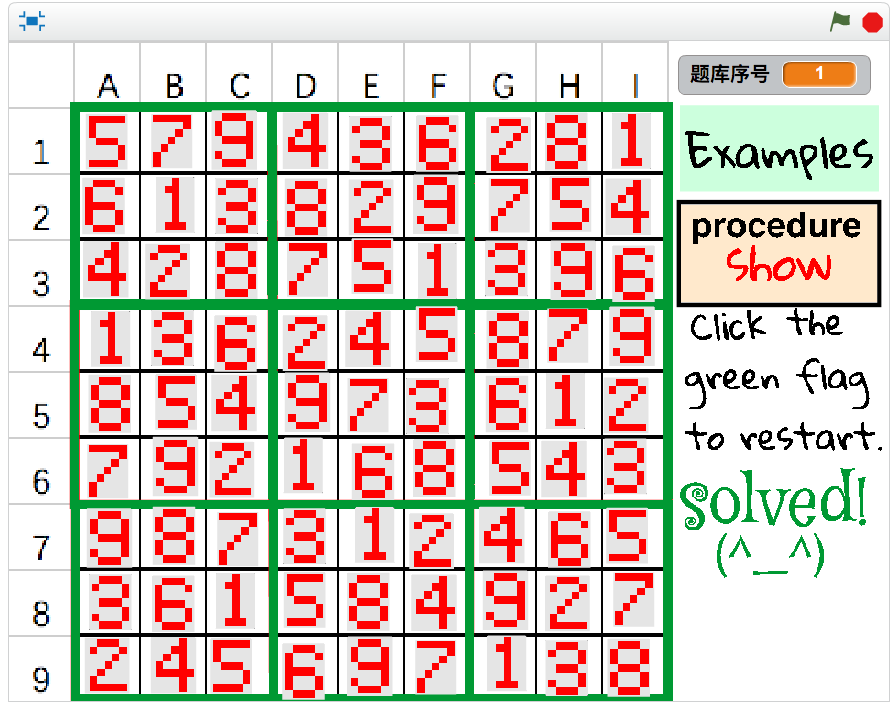 题库序号 1
A B C D E F G H I
1 5 7 9 4 3 6 2 8 1
2 6 1 3 8 2 9 7 5 4
3 4 2 8 7 5 1 3 9 6
4 1 3 6 2 4 5 8 7 9
5 8 5 4 9 7 3 6 1 2
6 7 9 2 1 6 8 5 4 3
7 9 8 7 3 1 2 4 6 5
8 3 6 1 5 8 4 9 2 7
9 2 4 5 6 9 7 1 3 8
Examples
procedure
show
Click the
green flag
to restart.
solved!
(^__^)